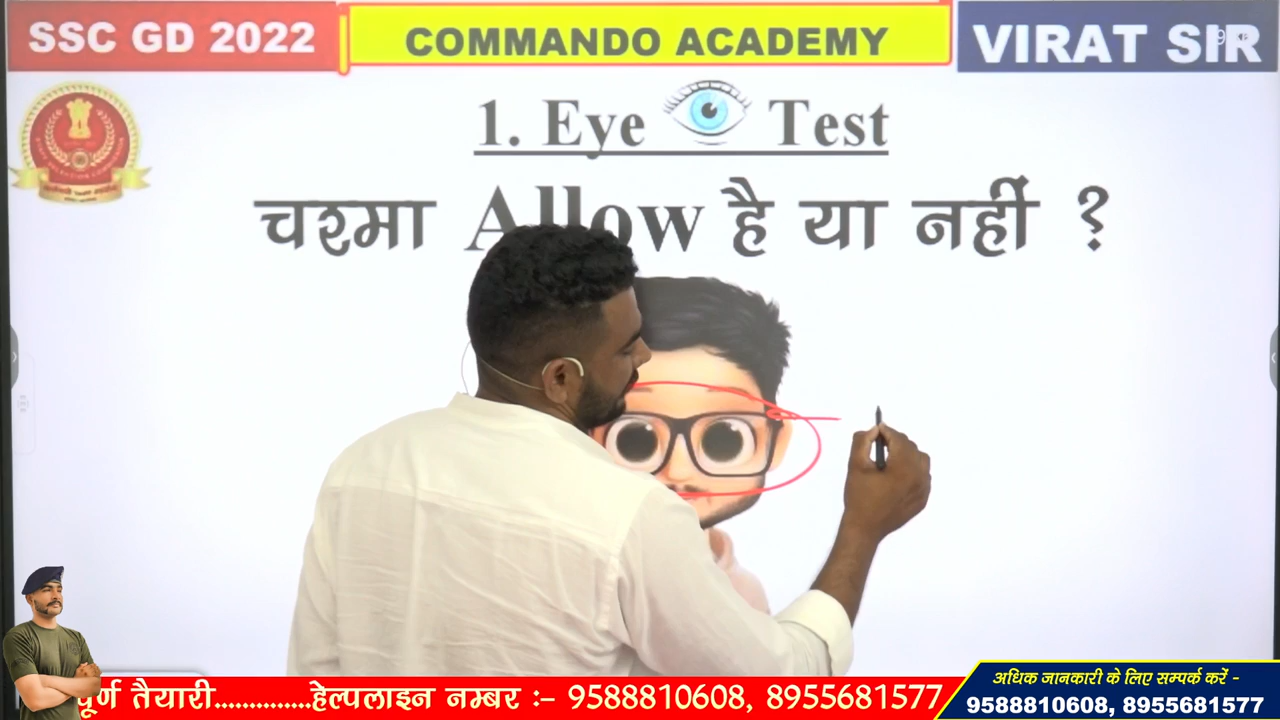 SSC GD 2022
COMMANDO ACADEMY
VIRAT SIR
1. Eye Test
चश्मा Allow है या नहीं ?
पूर्ण तैयारी..............हेल्पलाइन नम्बर :- 9588810608, 8955681577
अधिक जानकारी के लिए सम्पर्क करें -
9588810608, 8955681577